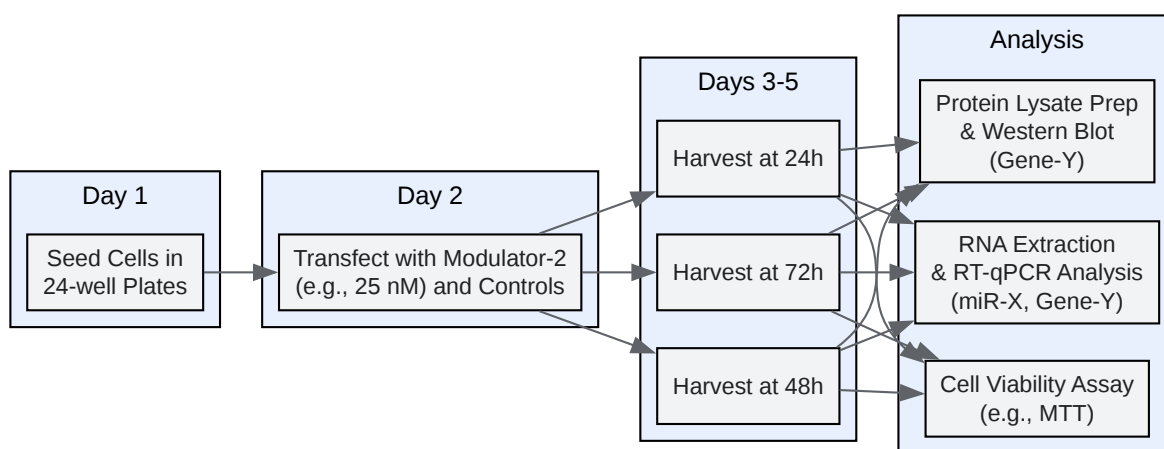 Day 1
Seed Cells in
24-well Plates
Day 2
Transfect with Modulator-2
(e.g., 25 nM) and Controls
Days 3-5
Harvest at 24h
Harvest at 72h
Harvest at 48h
Analysis
Protein Lysate Prep
& Western Blot
(Gene-Y)
RNA Extraction
& RT-qPCR Analysis
(miR-X, Gene-Y)
Cell Viability Assay
(e.g., MTT)